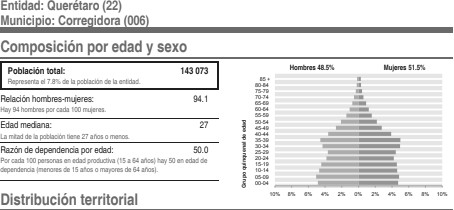 Entidad: Querétaro (22)
Municipio: Corregidora (006)
Composición por edad y sexo
Población total: 143 073
Representa el 7.8% de la población de la entidad.
Relación hombres-mujeres: 94.1
Hay 94 hombres por cada 100 mujeres.
Edad mediana: 27
La mitad de la población tiene 27 años o menos.
Razón de dependencia por edad: 50.0
Por cada 100 personas en edad productiva (15 a 64 años) hay 50 en edad de
dependencia (menores de 15 años o mayores de 64 años).
Hombres 48.5% Mujeres 51.5%
Grupo quinquenal de edad
85 +
80-84
75-79
70-74
65-69
60-64
55-59
50-54
45-49
40-44
35-39
30-34
25-29
20-24
15-19
10-14
05-09
00-04
10% 8% 6% 4% 2% 0% 2% 4% 6% 8% 10%
Distribución territorial